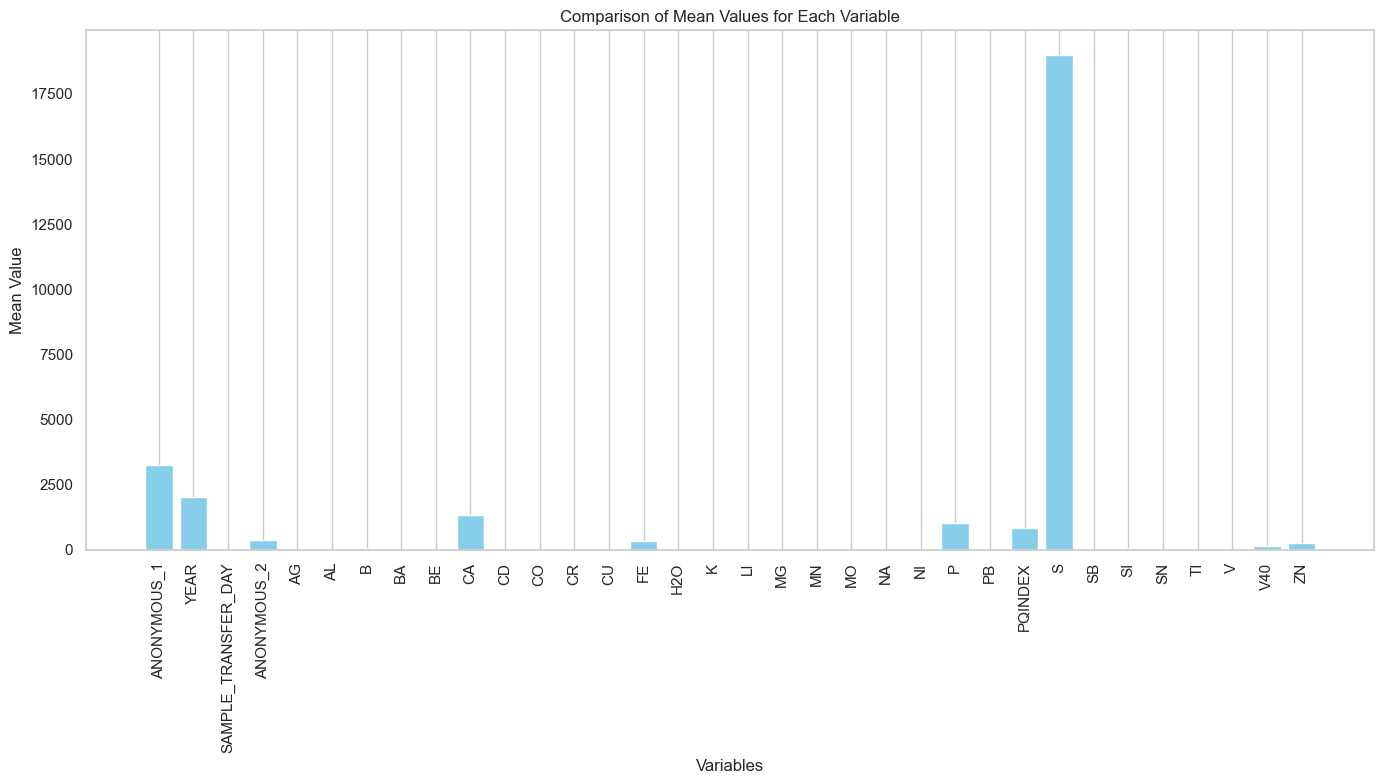 Comparison of Mean Values for Each Variable
17500
15000
12500
10000
7500
5000
2500
0
Mean Value
ANONYMOUS_1
YEAR
SAMPLE_TRANSFER_DAY
ANONYMOUS_2
AG
AL
B
BA
BE
CA
CD
CO
CR
CU
FE
H2O
K
LI
MG
MN
MO
NA
NI
P
PB
PQINDEX
S
SB
SI
SN
TI
V
V40
ZN
Variables